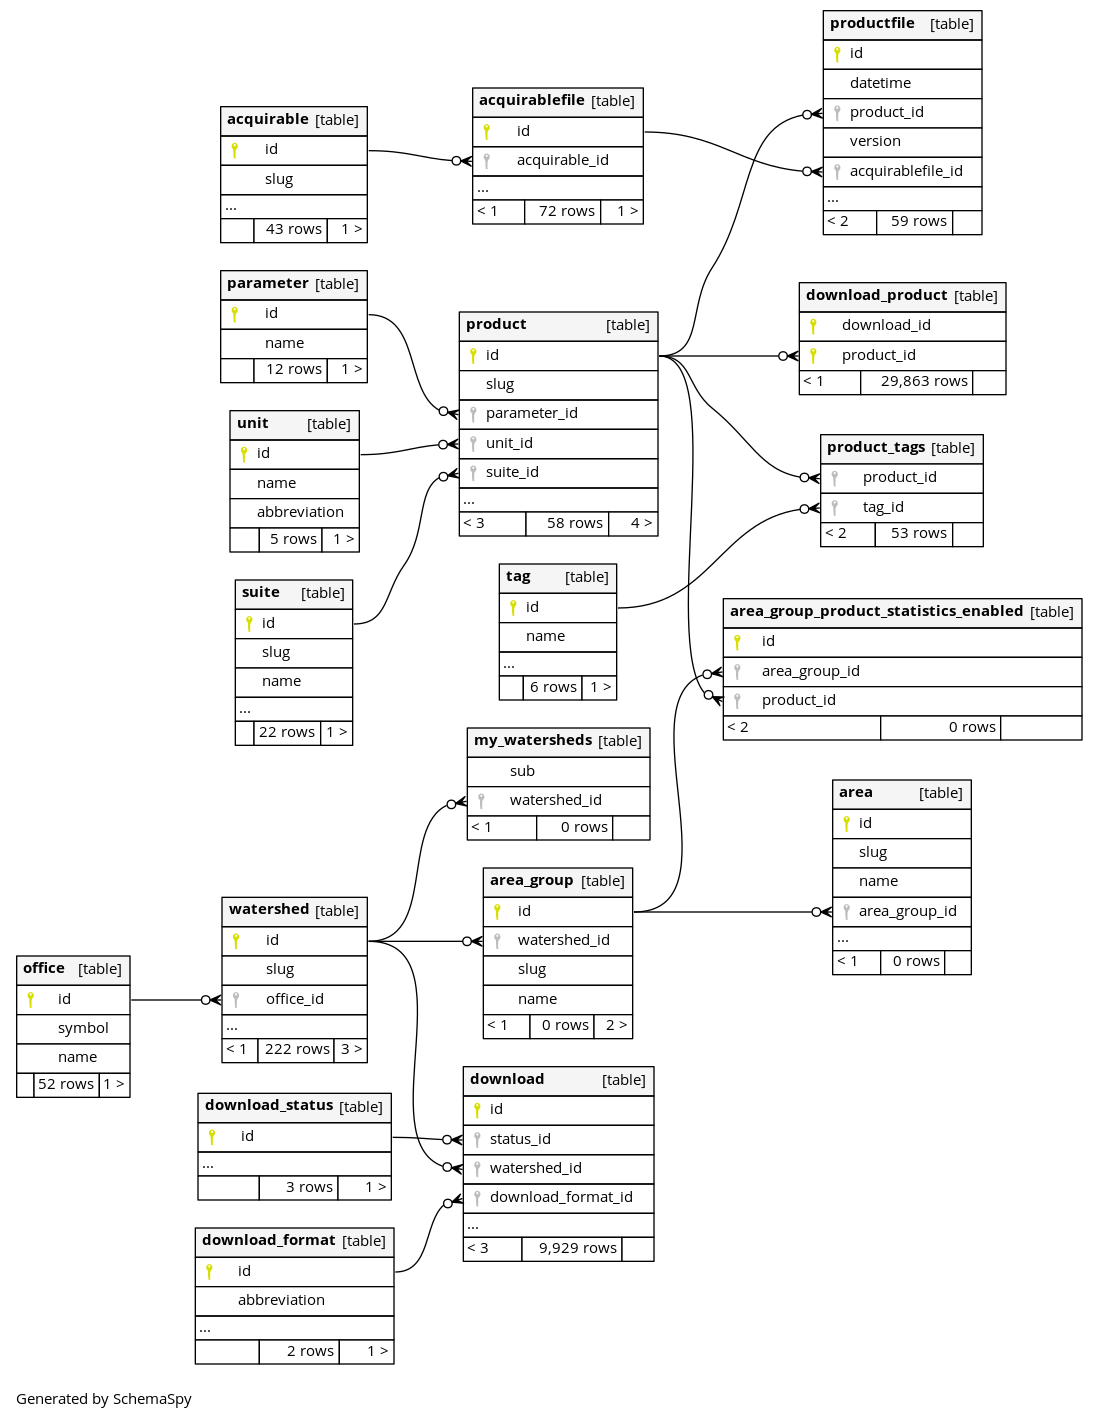 productfile [table]
id
datetime
product_id
version
acquirablefile_id
...
< 2 59 rows
acquirablefile [table]
id
acquirable_id
...
< 1 72 rows 1 >
acquirable [table]
id
slug
...
43 rows 1 >
parameter [table]
id
name
12 rows 1 >
download_product [table]
download_id
product_id
< 1 29,863 rows
product [table]
id
slug
parameter_id
unit_id
suite_id
...
< 3 58 rows 4 >
unit [table]
id
name
abbreviation
5 rows 1 >
product_tags [table]
product_id
tag_id
< 2 53 rows
suite [table]
id
slug
name
...
22 rows 1 >
tag [table]
id
name
...
6 rows 1 >
area_group_product_statistics_enabled [table]
id
area_group_id
product_id
< 2 0 rows
my_watersheds [table]
sub
watershed_id
< 1 0 rows
area [table]
id
slug
name
area_group_id
...
< 1 0 rows
area_group [table]
id
watershed_id
slug
name
< 1 0 rows 2 >
watershed [table]
id
slug
office_id
...
< 1 222 rows 3 >
office [table]
id
symbol
name
52 rows 1 >
download [table]
id
status_id
watershed_id
download_format_id
...
< 3 9,929 rows
download_status [table]
id
...
3 rows 1 >
download_format [table]
id
abbreviation
...
2 rows 1 >
Generated by SchemaSpy